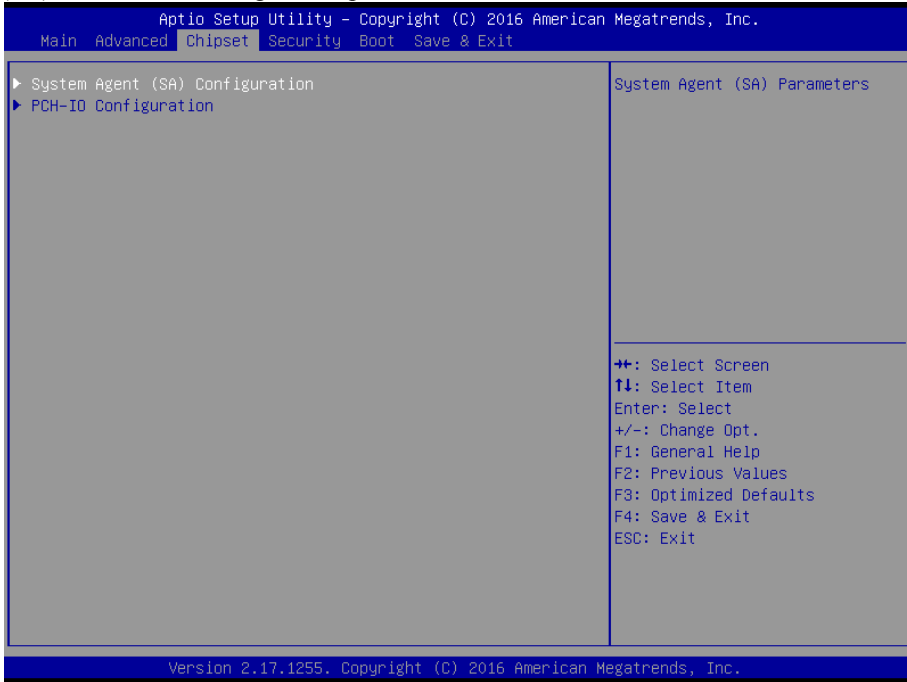 Aptio Setup Utility – Copyright (C) 2016 American Megatrends, Inc.
Main Advanced Chipset Security Boot Save & Exit
System Agent (SA) Configuration
PCH-IO Configuration
System Agent (SA) Parameters
→←: Select Screen
↑↓: Select Item
Enter: Select
+/-: Change Opt.
F1: General Help
F2: Previous Values
F3: Optimized Defaults
F4: Save & Exit
ESC: Exit
Version 2.17.1255. Copyright (C) 2016 American Megatrends, Inc.